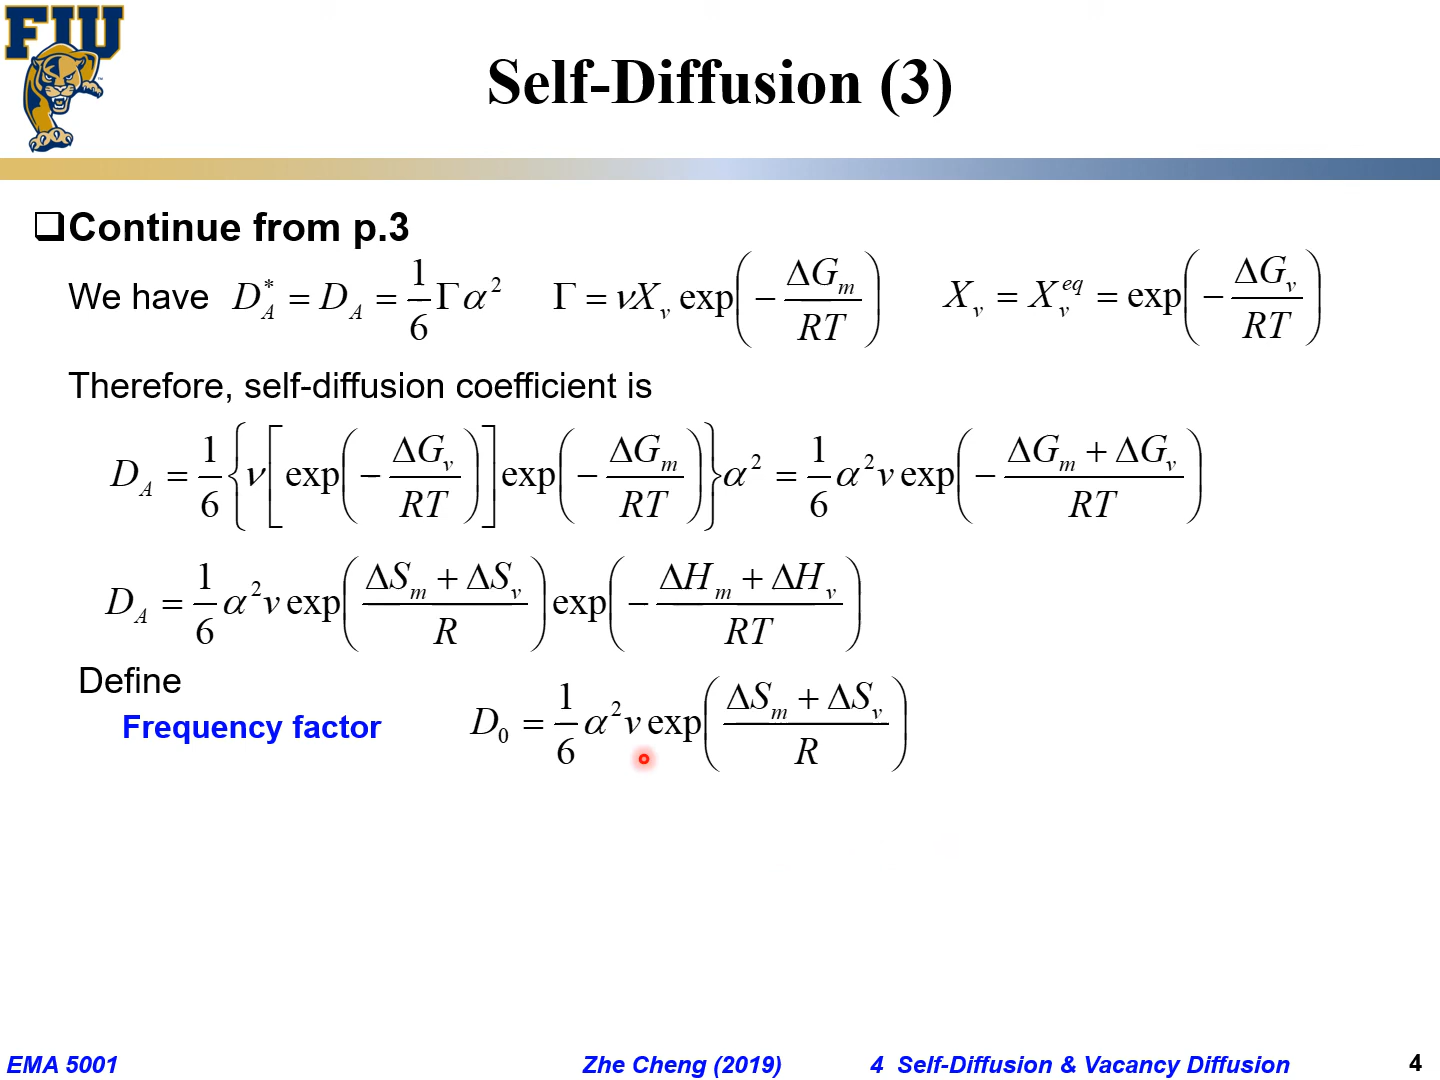 FIU
Self-Diffusion (3)
❑Continue from p.3
We have D*_A = D_A = 1/6 Γα² Γ = νX_v exp(− ΔG_m / RT) X_v = X_v^eq = exp(− ΔG_v / RT)
Therefore, self-diffusion coefficient is
D_A = 1/6 {ν[exp(− ΔG_v / RT)]exp(− ΔG_m / RT)}α² = 1/6 α²v exp(− (ΔG_m + ΔG_v) / RT)
D_A = 1/6 α²v exp((ΔS_m + ΔS_v) / R) exp(− (ΔH_m + ΔH_v) / RT)
Define
Frequency factor D_0 = 1/6 α²v exp((ΔS_m + ΔS_v) / R)
EMA 5001 Zhe Cheng (2019) 4 Self-Diffusion & Vacancy Diffusion 4